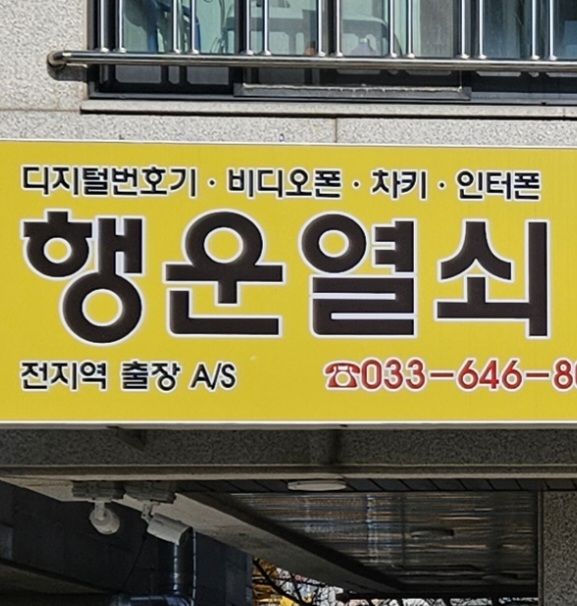 디지털번호기 · 비디오폰 · 차키 · 인터폰
행운열쇠
전지역 출장 A/S ☎033-646-80